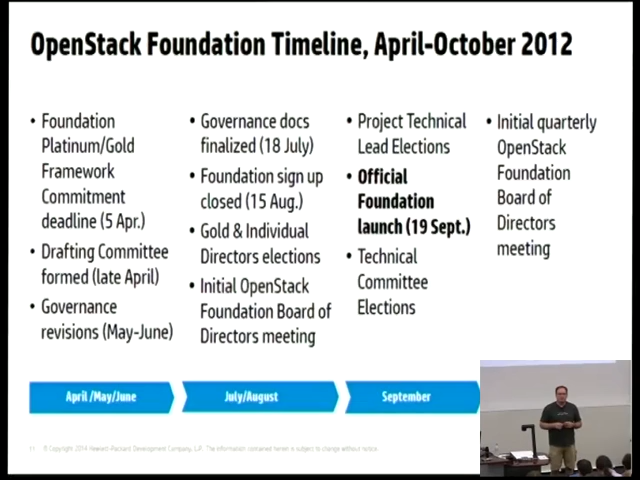 OpenStack Foundation Timeline, April-October 2012
• Foundation
Platinum/Gold
Framework
Commitment
deadline (5 Apr.)
• Drafting Committee
formed (late April)
• Governance
revisions (May-June)
• Governance docs
finalized (18 July)
• Foundation sign up
closed (15 Aug.)
• Gold & Individual
Directors elections
• Initial OpenStack
Foundation Board of
Directors meeting
• Project Technical
Lead Elections
• Official
Foundation
launch (19 Sept.)
• Technical
Committee
Elections
• Initial quarterly
OpenStack
Foundation
Board of
Directors
meeting
April /May/June
July/August
September
11 © Copyright 2014 Hewlett-Packard Development Company, L.P. The information contained herein is subject to change without notice.